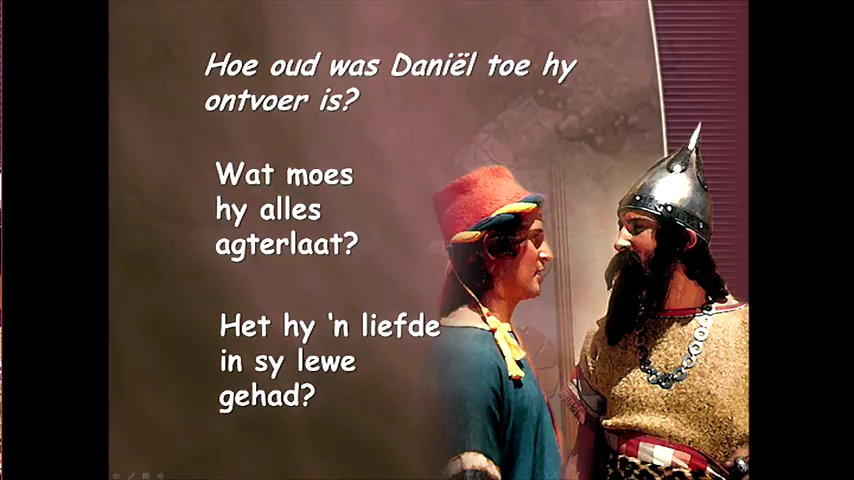 Hoe oud was Daniël toe hy
ontvoer is?
Wat moes
hy alles
agterlaat?
Het hy ‘n liefde
in sy lewe
gehad?